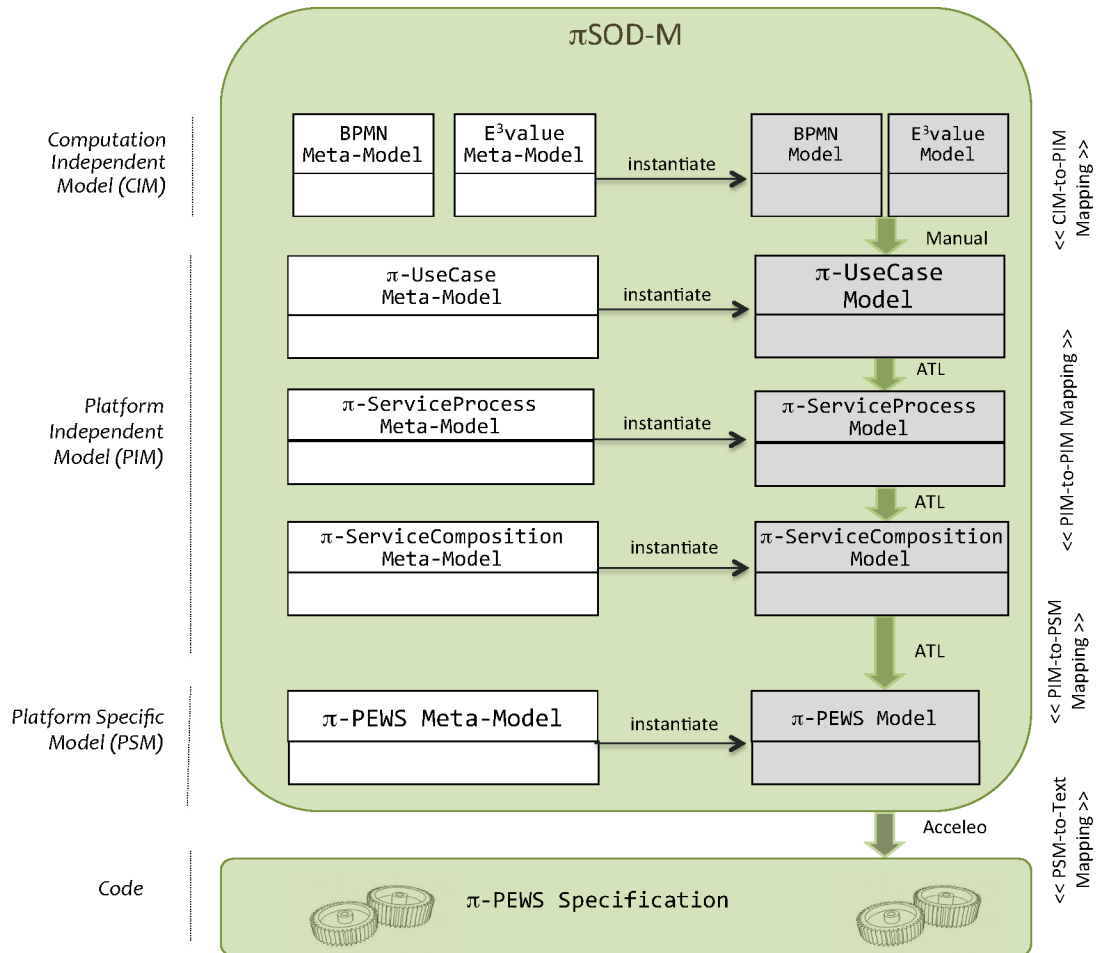 πSOD-M
Computation
Independent
Model (CIM)
BPMN
Meta-Model
E³value
Meta-Model
instantiate
BPMN
Model
E³value
Model
<< CIM-to-PIM
Mapping >>
Manual
π-UseCase
Meta-Model
instantiate
π-UseCase
Model
ATL
Platform
Independent
Model (PIM)
π-ServiceProcess
Meta-Model
instantiate
π-ServiceProcess
Model
<< PIM-to-PIM Mapping >>
ATL
π-ServiceComposition
Meta-Model
instantiate
π-ServiceComposition
Model
ATL
<< PIM-to-PSM
Mapping >>
Platform Specific
Model (PSM)
π-PEWS Meta-Model
instantiate
π-PEWS Model
Acceleo
<< PSM-to-Text
Mapping >>
Code
π-PEWS Specification